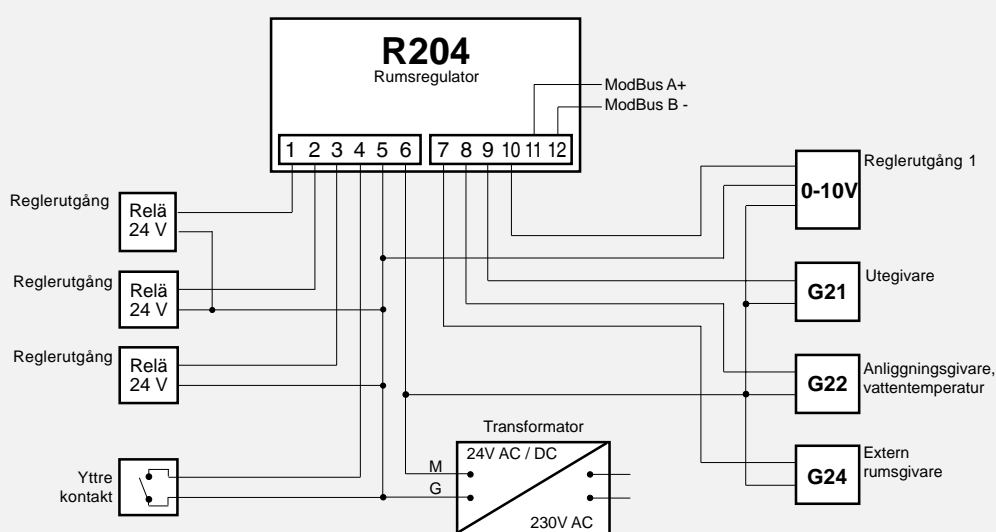 R204
Rumsregulator
ModBus A+
ModBus B -
1 2 3 4 5 6 7 8 9 10 11 12
Reglerutgång
Relä
24 V
Reglerutgång
Relä
24 V
Reglerutgång
Relä
24 V
Yttre
kontakt
Transformator
24V AC / DC
M
G
230V AC
0-10V
Reglerutgång 1
G21
Utegivare
G22
Anliggningsgivare,
vattentemperatur
G24
Extern
rumsgivare